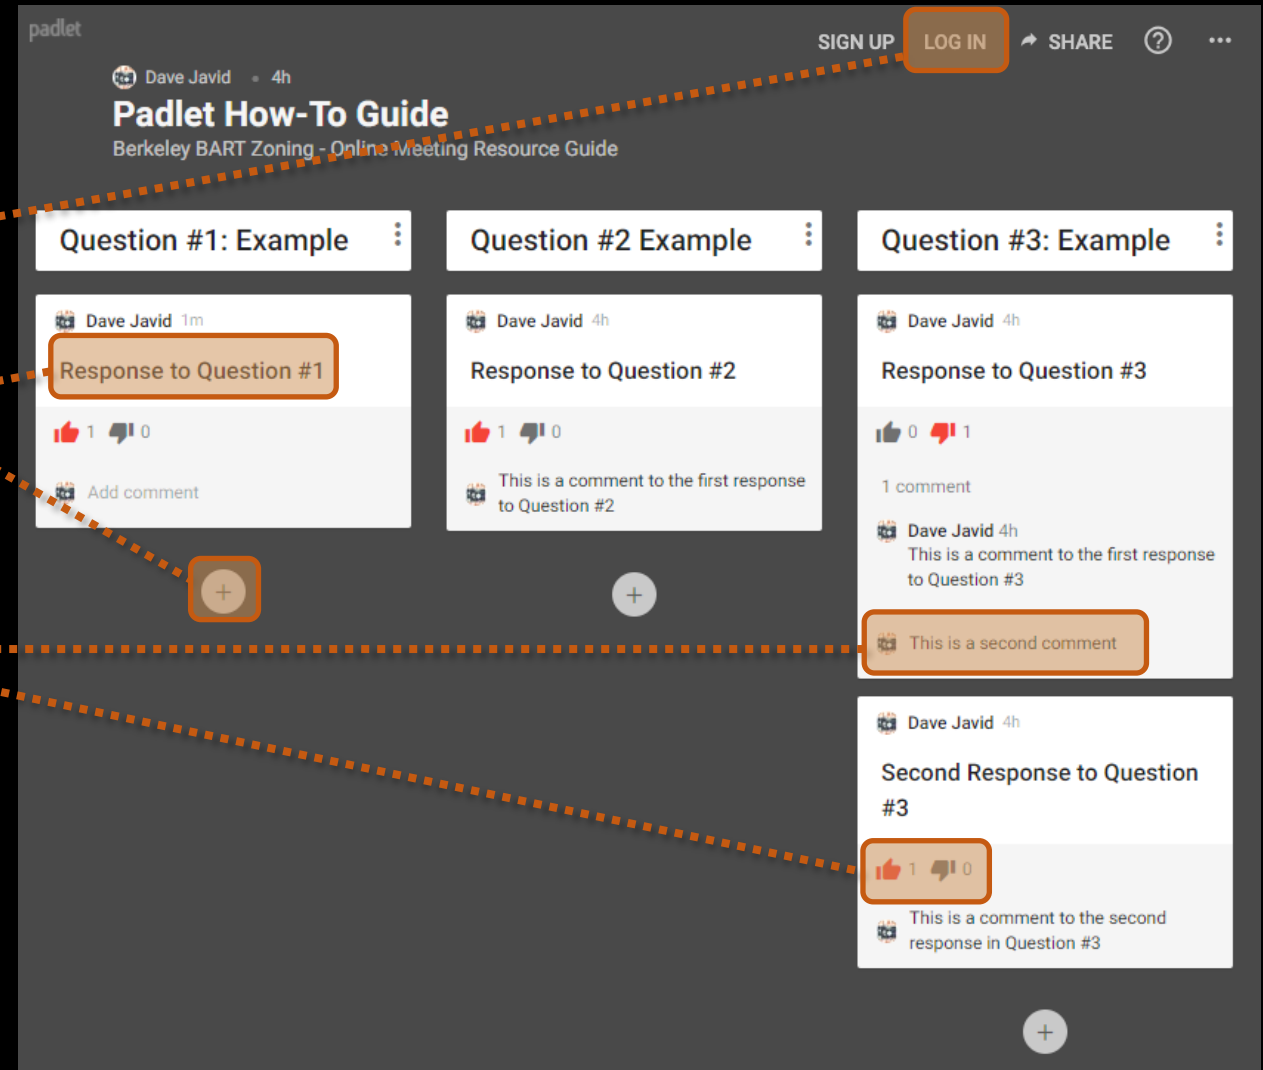 padlet
SIGN UP LOG IN SHARE
Dave Javid • 4h
Padlet How-To Guide
Berkeley BART Zoning - Online Meeting Resource Guide
Question #1: Example
Dave Javid 1m
Response to Question #1
1 0
Add comment
Question #2 Example
Dave Javid 4h
Response to Question #2
1 0
This is a comment to the first response
to Question #2
Question #3: Example
Dave Javid 4h
Response to Question #3
0 1
1 comment
Dave Javid 4h
This is a comment to the first response
to Question #3
This is a second comment
Dave Javid 4h
Second Response to Question
#3
1 0
This is a comment to the second
response in Question #3